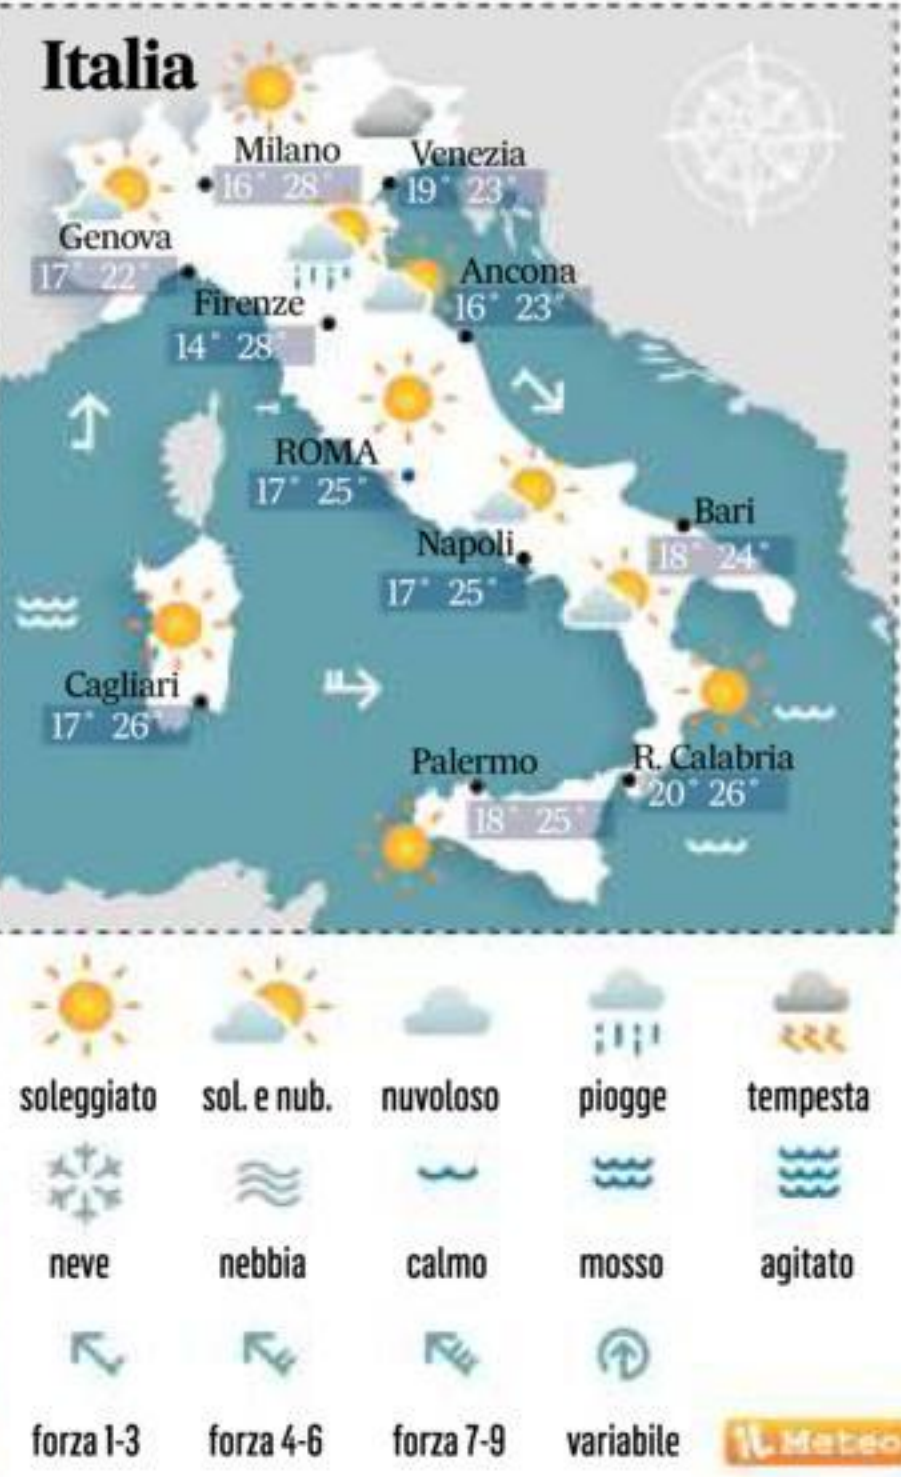 Italia
Milano
16° 28°
Venezia
19° 23°
Genova
17° 22°
Ancona
16° 23°
Firenze
14° 28°
ROMA
17° 25°
Bari
18° 24°
Napoli
17° 25°
Cagliari
17° 26°
Palermo
18° 25°
R. Calabria
20° 26°
soleggiato sol. e nub. nuvoloso piogge tempesta
neve nebbia calmo mosso agitato
forza 1-3 forza 4-6 forza 7-9 variabile
iL Meteo